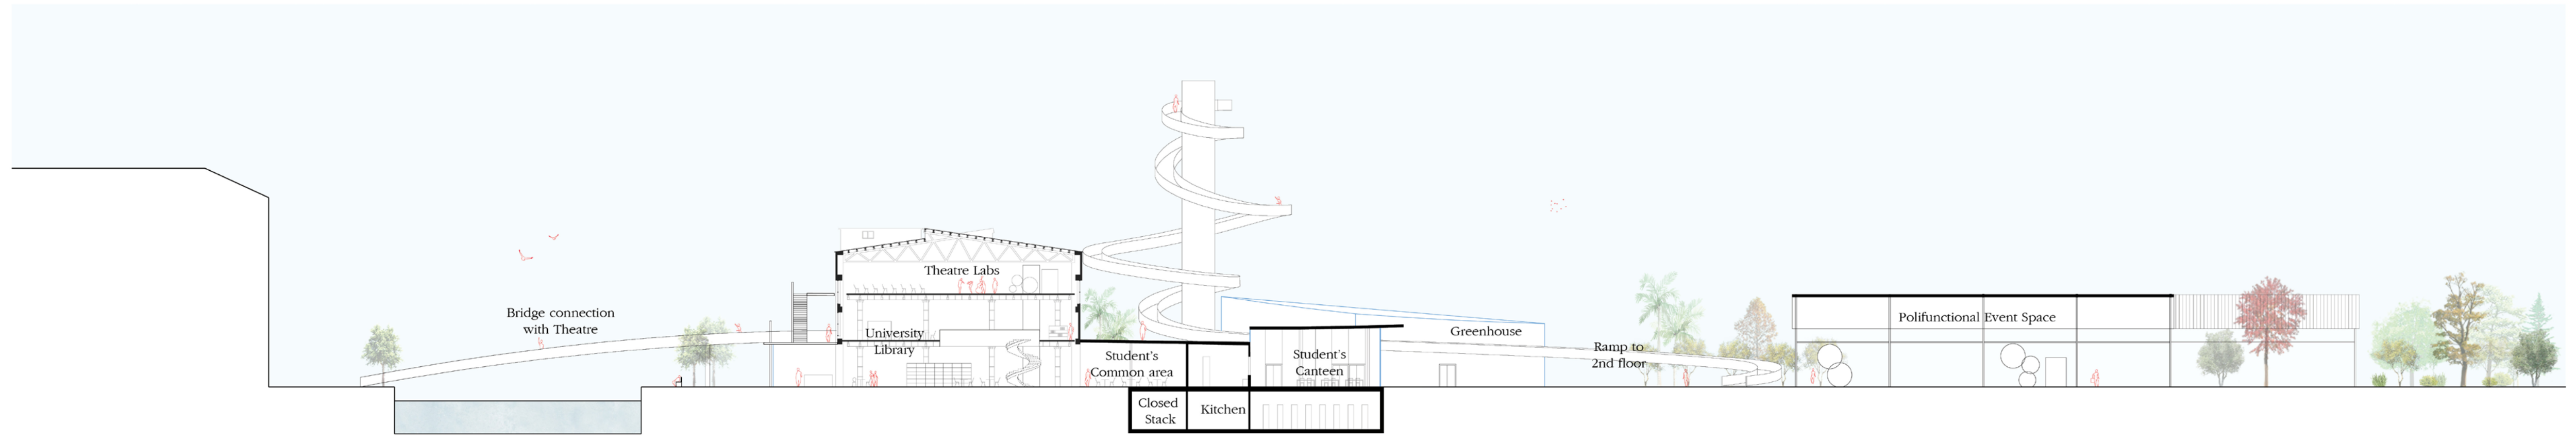 Bridge connection
with Theatre
Theatre Labs
University
Library
Student's
Common area
Closed
Stack
Kitchen
Student's
Canteen
Greenhouse
Ramp to
2nd floor
Polifunctional Event Space